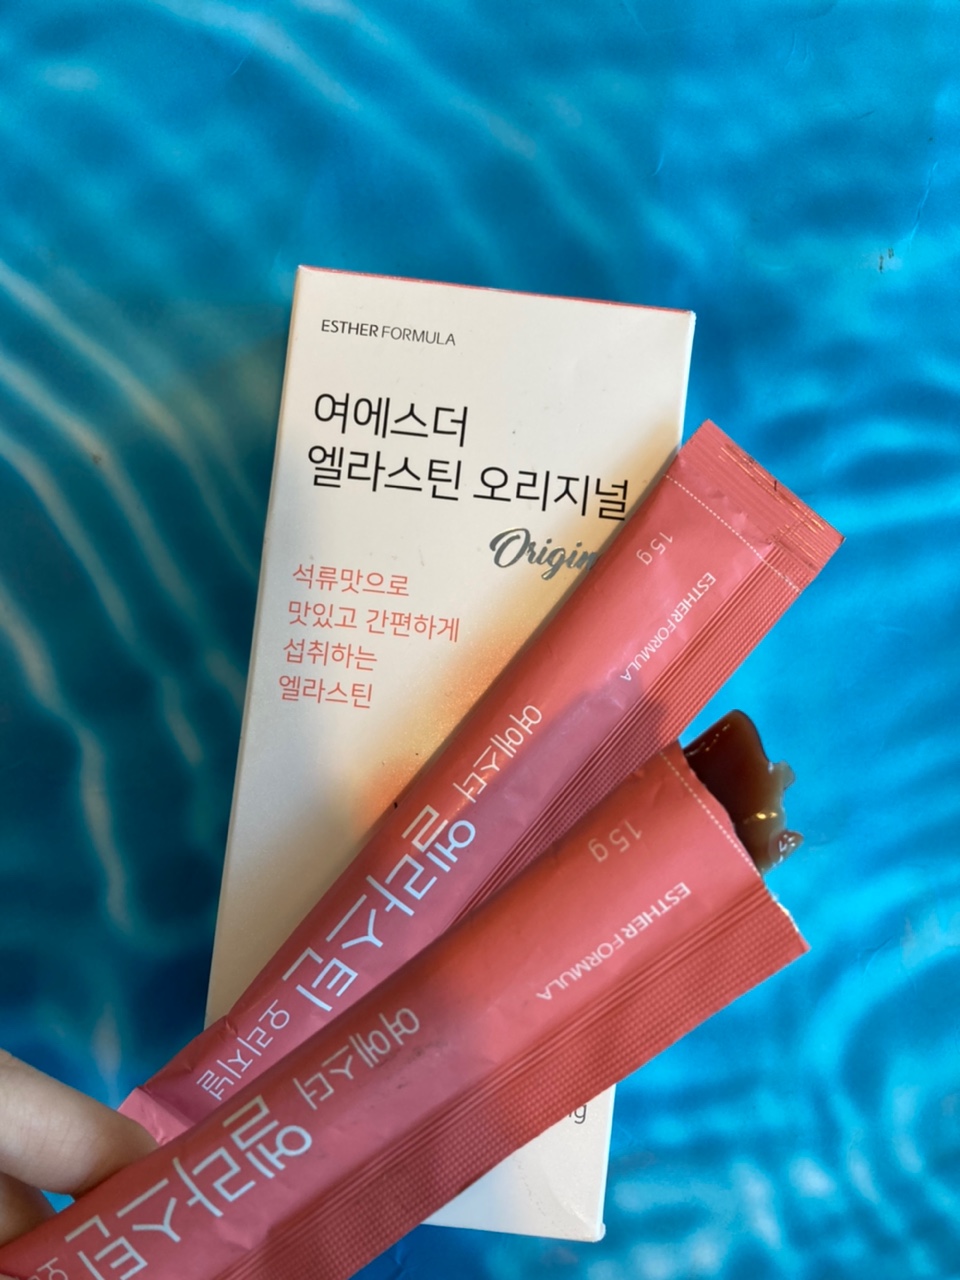 ESTHER FORMULA
여에스더
엘라스틴 오리지널
석류맛으로
맛있고 간편하게
섭취하는
엘라스틴
15 g
ESTHER FORMULA
여에스더
엘라스틴
오리지널
15 g
ESTHER FORMULA
여에스더
엘라스틴